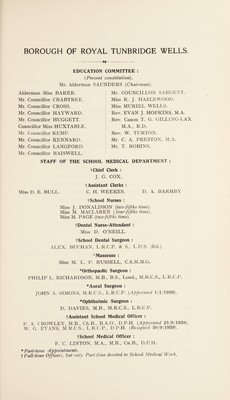 BOROUGH OF ROYAL TUNBRIDGE WELLS.
EDUCATION COMMITTEE :
(Present constitution).
Mr. Alderman SAUNDERS (Chairman).
Alderman Miss BAKER.
Mr. Councillor CRABTREE.
Mr. Councillor CROSS.
Mr. Councillor HAYWARD.
Mr. Councillor HUGGETT.
Councillor Miss HUXTABLE.
Mr. Councillor KEMP.
Mr. Councillor KENNARD.
Mr. Councillor LANGFORD.
Mr. Councillor RAISWELL.
Mr. COUNCILLOR SARGENT.
Miss R. J. HAZLEWOOD.
Miss MURIEL WELLS.
Rev. EVAN J. HOPKINS, M.A.
Rev. Canon T. G. GILLING-LAX
M.A., R.D.
Rev. W. TURTON.
Mr. C. A. PRESTON, M.A.
Mr. T. ROBINS.
STAFF OF THE SCHOOL MEDICAL DEPARTMENT :
†Chief Clerk :
J. G. COX.
†Assistant Clerks :
Miss D. E. BULL. C. H. WEEKES. D. A. BARMBY
†School Nurses :
Miss J. DONALDSON (two-fifths time).
Miss M. MACLAREN (four-fifths time).
Miss M. PAGE (two-fifths time).
†Dental Nurse-Attendant :
Miss D. O'NEILL.
†School Dental Surgeon :
ALEX. BUCHAN, L.R.C.P. & S., L.D.S. (Ed.)
*Masseuse :
Miss M. L. F. RUSSELL, C.S.M.M.G.
*Orthopaedic Surgeon :
PHILIP L. RICHARDSON, M.B., B.S., Lond., M.R.C.S., L.R.C.P.
*Aural Surgeon :
JOHN A. SIMONS, M.R.C.S., L.R.C.P. (Appointed 1/1/1939).
*Ophthalmic Surgeon :
D. DAVIES, M.B., M.R.C.S., L.R.C.P.
†Assistant School Medical Officer :
F. A. CROWLEY, M.B., Ch.B., B.A.O., D.P.H. (Appointed 25/9/1939).
W. G. EVANS, M.R.C.S., L.R.C.P., D.P.H. (Resigned 30/9/1939).
†School Medical Officer :
F. C. LINTON, M.A., M.B., Ch.B., D.P.H.
* Part-time Appointments.
† Full-time Officers, but only Part-time devoted to School Medical Work.